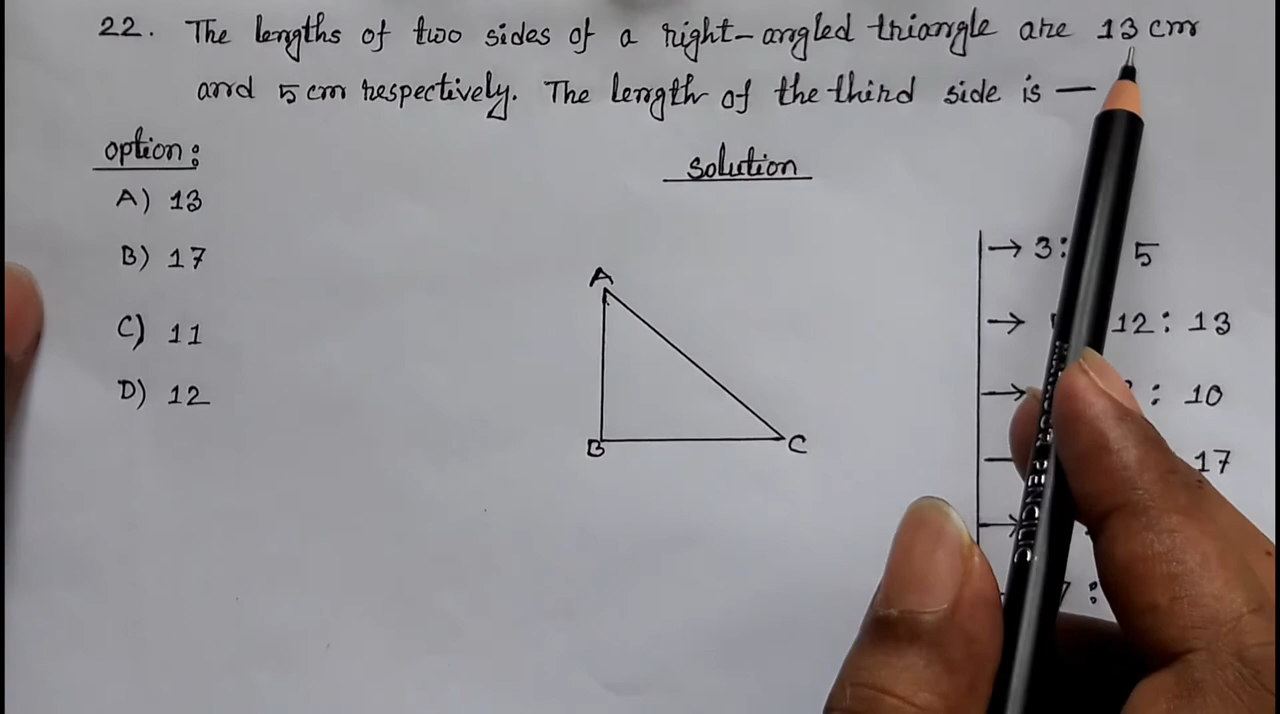 22. The lengths of two sides of a right-angled triangle are 13 cm
and 5 cm respectively. The length of the third side is —
option:
A) 13
B) 17
C) 11
D) 12
Solution
A
B
C
→ 3: 5
→ 12: 13
→ : 10
17
→
:
PENCIL